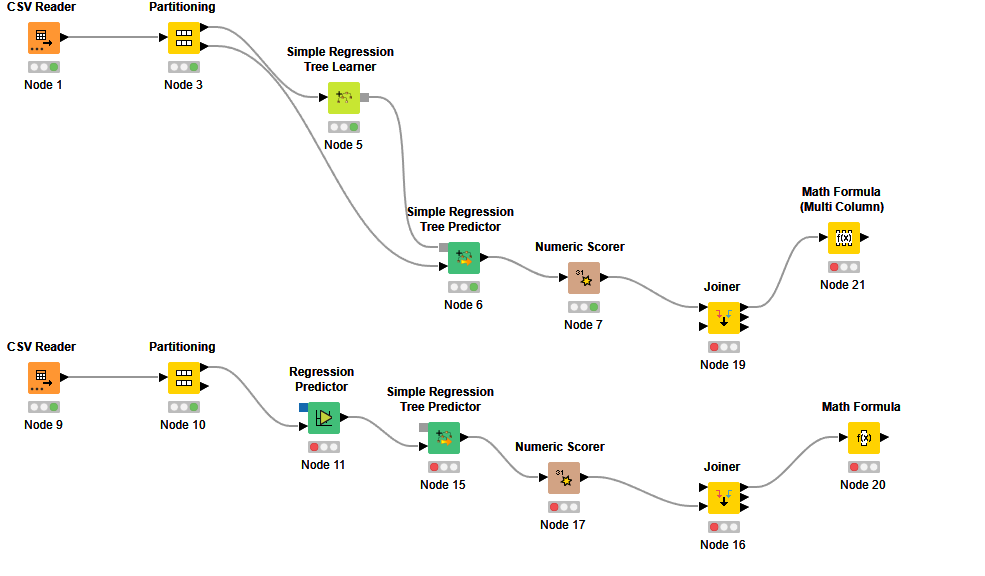 CSV Reader
Node 1
Partitioning
Node 3
Simple Regression
Tree Learner
Node 5
Simple Regression
Tree Predictor
Node 6
Numeric Scorer
31
Node 7
Joiner
Node 19
Math Formula
(Multi Column)
f(x)
Node 21
CSV Reader
Node 9
Partitioning
Node 10
Regression
Predictor
Node 11
Simple Regression
Tree Predictor
Node 15
Numeric Scorer
31
Node 17
Joiner
Node 16
Math Formula
f(x)
Node 20